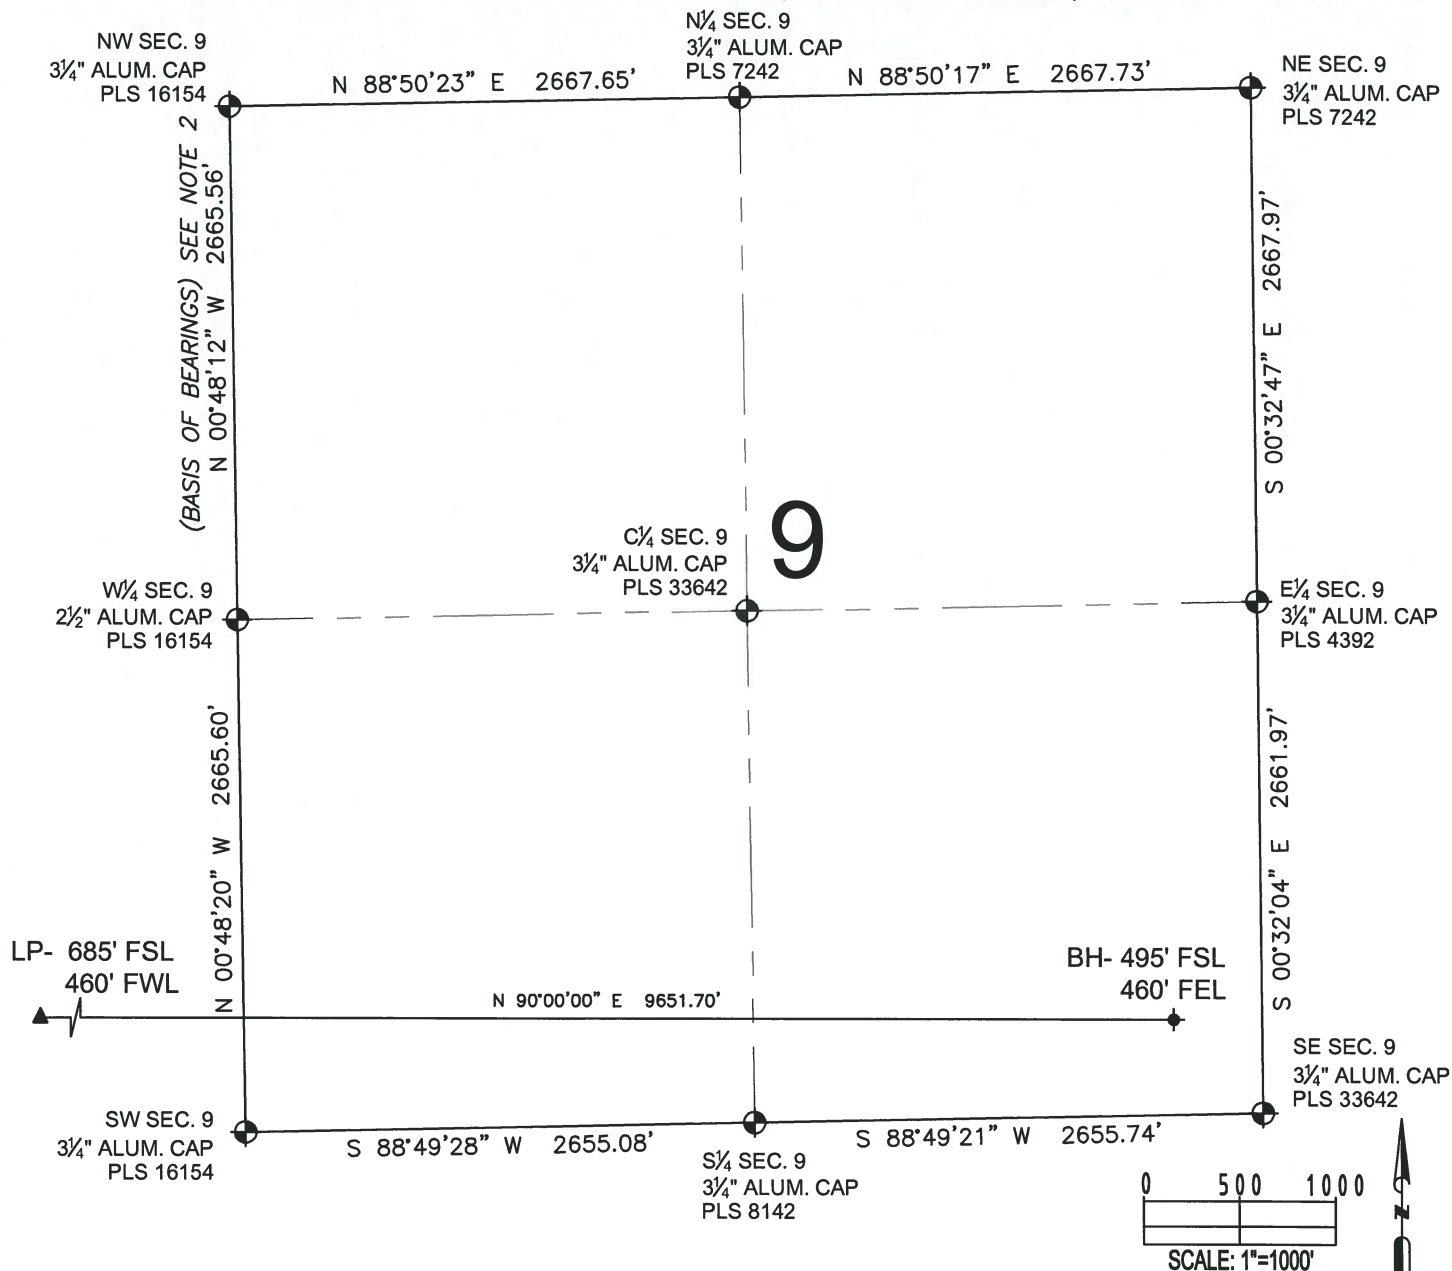 NW SEC. 9
3¼" ALUM. CAP
PLS 16154
N 88°50'23" E 2667.65'
N¼ SEC. 9
3¼" ALUM. CAP
PLS 7242
N 88°50'17" E 2667.73'
NE SEC. 9
3¼" ALUM. CAP
PLS 7242
(BASIS OF BEARINGS) SEE NOTE 2
N 00°48'12" W 2665.56'
S 00°32'47" E 2667.97'
9
C¼ SEC. 9
3¼" ALUM. CAP
PLS 33642
W¼ SEC. 9
2½" ALUM. CAP
PLS 16154
E¼ SEC. 9
3¼" ALUM. CAP
PLS 4392
N 00°48'20" W 2665.60'
S 00°32'04" E 2661.97'
LP- 685' FSL
460' FWL
BH- 495' FSL
460' FEL
N 90°00'00" E 9651.70'
SW SEC. 9
3¼" ALUM. CAP
PLS 16154
S 88°49'28" W 2655.08'
S¼ SEC. 9
3¼" ALUM. CAP
PLS 8142
S 88°49'21" W 2655.74'
SE SEC. 9
3¼" ALUM. CAP
PLS 33642
0 500 1000
SCALE: 1"=1000'
N